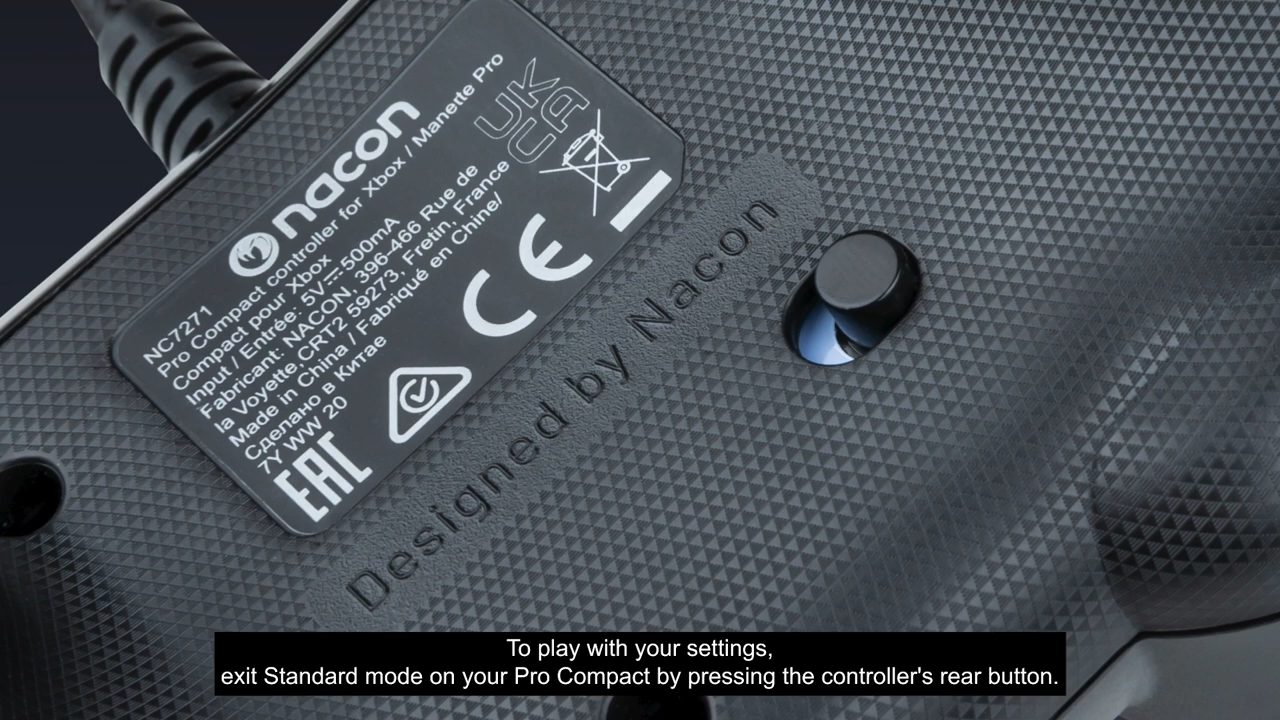 nacon
NC7271
Pro Compact controller for Xbox / Manette Pro
Compact pour Xbox
Input / Entrée: 5V⎓500mA
Fabricant: NACON, 396-466 Rue de
la Voyette, CRT2 59273, Fretin, France
Made in China / Fabriqué en Chine/
Сделано в Китае
7Y WW 20
UK
CA
CE
EAC
Designed by Nacon
To play with your settings,
exit Standard mode on your Pro Compact by pressing the controller's rear button.